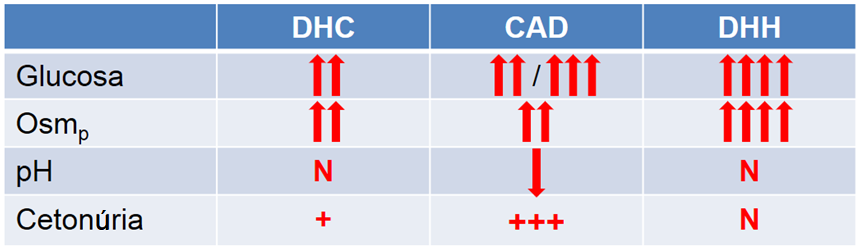 DHC CAD DHH
Glucosa ↑↑ ↑↑ / ↑↑↑ ↑↑↑↑
Osmp ↑↑ ↑↑ ↑↑↑↑
pH N ↓ N
Cetonúria + +++ N